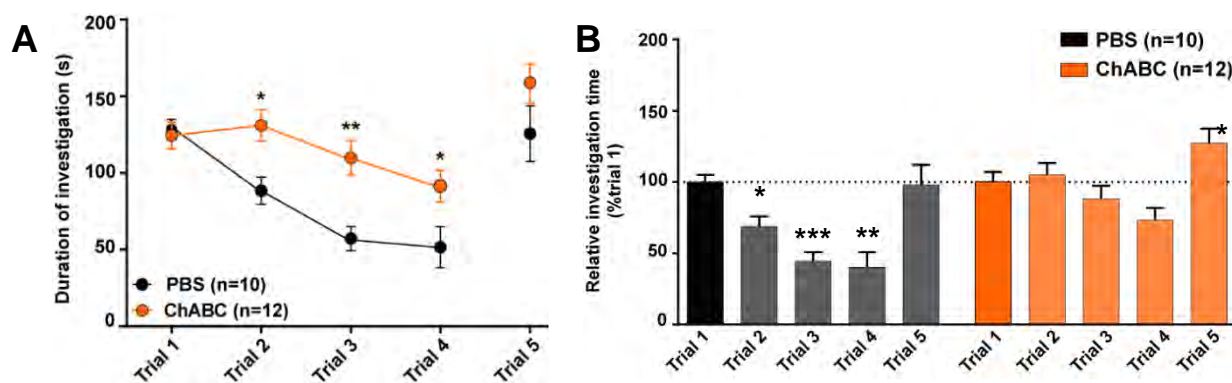 A
Duration of investigation (s)
200
150
100
50
0
*
**
*
PBS (n=10)
ChABC (n=12)
Trial 1
Trial 2
Trial 3
Trial 4
Trial 5
B
Relative investigation time
(%trial 1)
200
150
100
50
0
PBS (n=10)
ChABC (n=12)
*
***
**
*
Trial 1
Trial 2
Trial 3
Trial 4
Trial 5
Trial 1
Trial 2
Trial 3
Trial 4
Trial 5